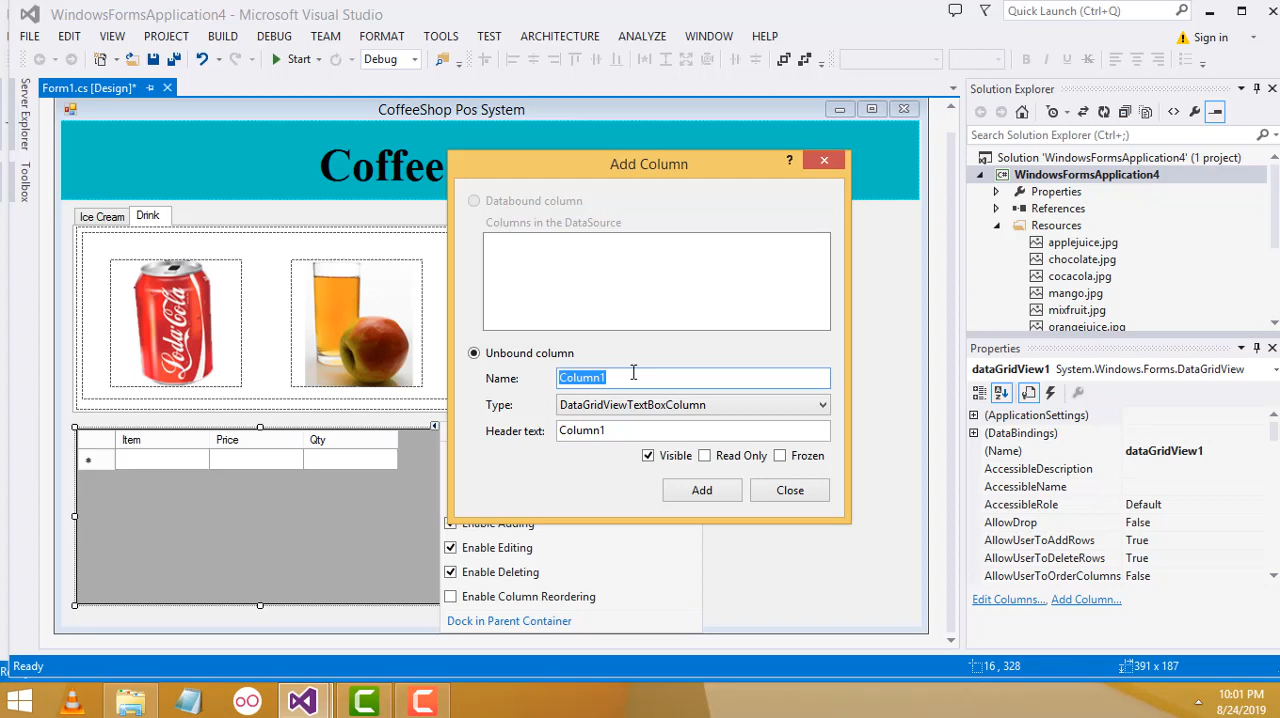 WindowsFormsApplication4 - Microsoft Visual Studio
Quick Launch (Ctrl+Q)
FILE EDIT VIEW PROJECT BUILD DEBUG TEAM FORMAT TOOLS TEST ARCHITECTURE ANALYZE WINDOW HELP
Sign in
Start
Debug
Form1.cs [Design]*
Server Explorer
Toolbox
CoffeeShop Pos System
Coffee
Ice Cream
Drink
Item
Price
Qty
Add Column
Databound column
Columns in the DataSource
Unbound column
Name:
Column1
Type:
DataGridViewTextBoxColumn
Header text:
Column1
Visible
Read Only
Frozen
Add
Close
Enable Adding
Enable Editing
Enable Deleting
Enable Column Reordering
Dock in Parent Container
Solution Explorer
Search Solution Explorer (Ctrl+;)
Solution 'WindowsFormsApplication4' (1 project)
WindowsFormsApplication4
Properties
References
Resources
applejuice.jpg
chocolate.jpg
cocacola.jpg
mango.jpg
mixfruit.jpg
orangejuice.jpg
Properties
dataGridView1 System.Windows.Forms.DataGridView
(ApplicationSettings)
(DataBindings)
(Name) dataGridView1
AccessibleDescription
AccessibleName
AccessibleRole Default
AllowDrop False
AllowUserToAddRows True
AllowUserToDeleteRows True
AllowUserToOrderColumns False
Edit Columns..., Add Column...
Ready
16 , 328
391 x 187
10:01 PM
8/24/2019